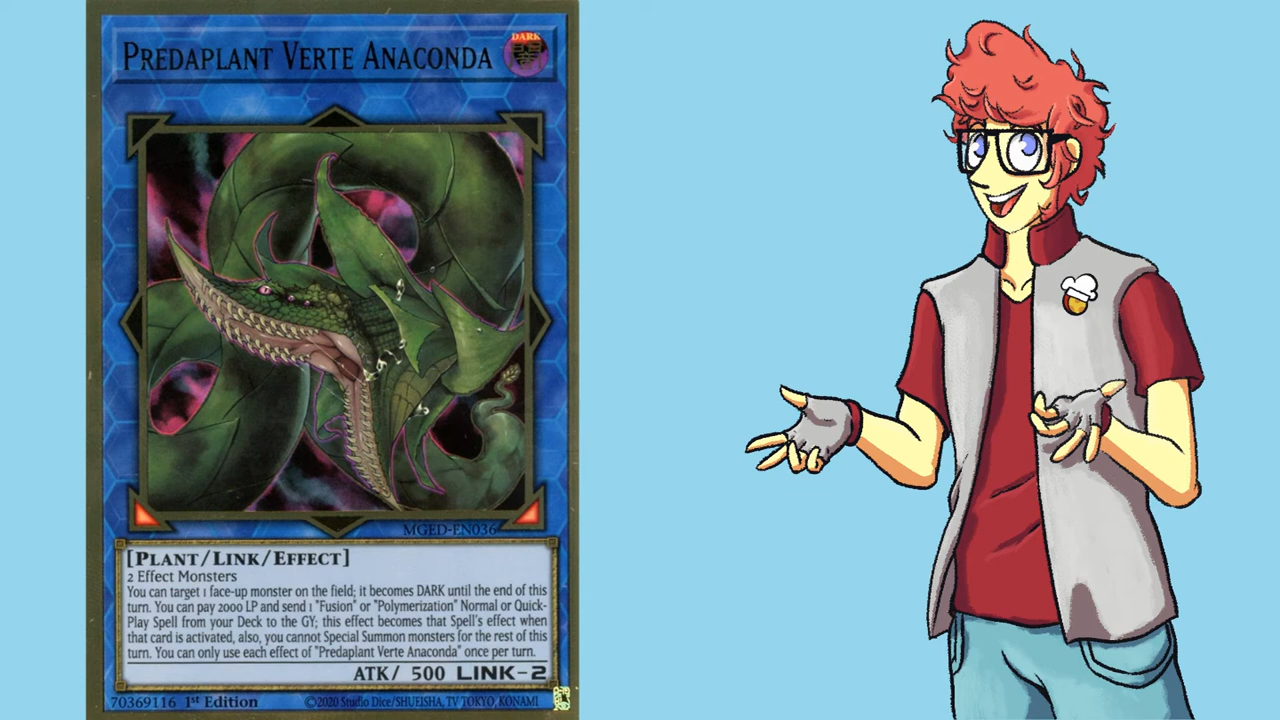 PREDAPLANT VERTE ANACONDA
DARK
MGED-EN036
[PLANT/LINK/EFFECT]
2 Effect Monsters
You can target 1 face-up monster on the field; it becomes DARK until the end of this
turn. You can pay 2000 LP and send 1 "Fusion" or "Polymerization" Normal or Quick-
Play Spell from your Deck to the GY; this effect becomes that Spell's effect when
that card is activated, also, you cannot Special Summon monsters for the rest of this
turn. You can only use each effect of "Predaplant Verte Anaconda" once per turn.
ATK/ 500 LINK-2
70369116 1st Edition ©2020 Studio Dice/SHUEISHA, TV TOKYO, KONAMI